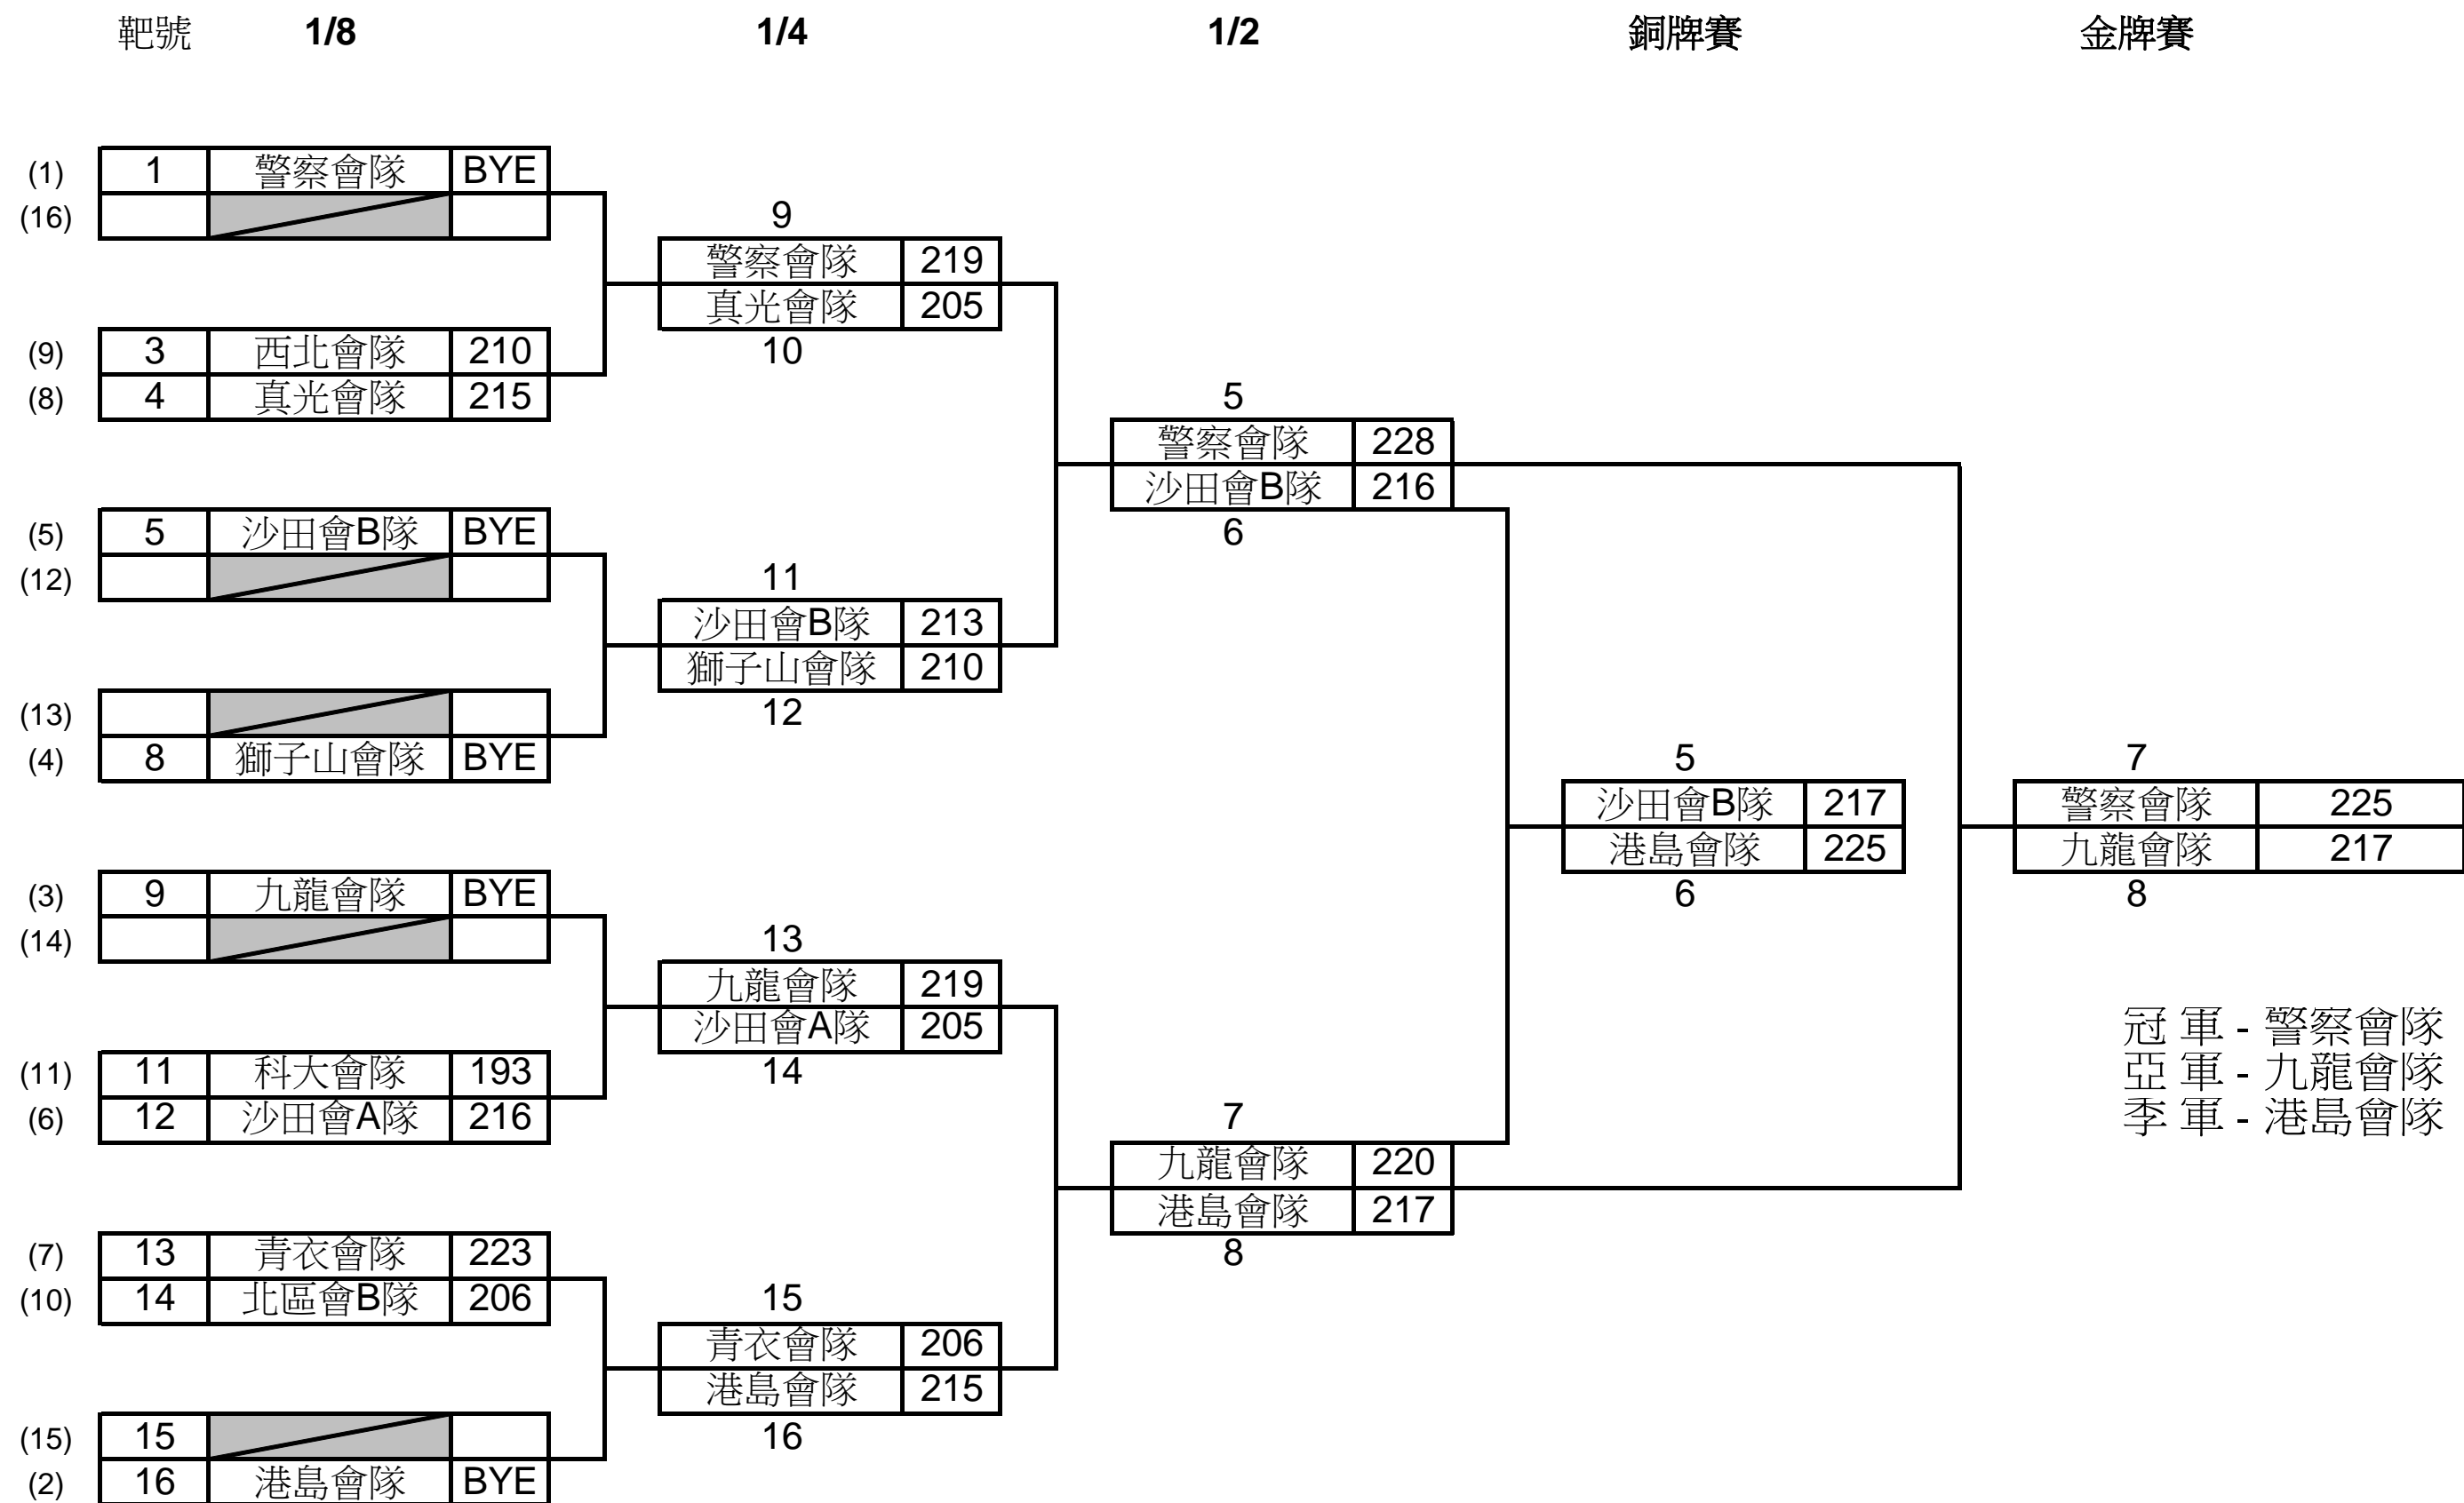 靶號 1/8 1/4 1/2 銅牌賽 金牌賽
(1) 1 警察會隊 BYE
(16) 9
警察會隊 219
真光會隊 205
(9) 3 西北會隊 210 10
(8) 4 真光會隊 215 5
警察會隊 228
沙田會B隊 216
(5) 5 沙田會B隊 BYE 6
(12) 11
沙田會B隊 213
獅子山會隊 210
(13) 12
(4) 8 獅子山會隊 BYE 5 7
沙田會B隊 217 警察會隊 225
港島會隊 225 九龍會隊 217
(3) 9 九龍會隊 BYE 6 8
(14) 13
九龍會隊 219
沙田會A隊 205 冠 軍 - 警察會隊
(11) 11 科大會隊 193 14 亞 軍 - 九龍會隊
(6) 12 沙田會A隊 216 7 季 軍 - 港島會隊
九龍會隊 220
港島會隊 217
(7) 13 青衣會隊 223 8
(10) 14 北區會B隊 206 15
青衣會隊 206
港島會隊 215
(15) 15 16
(2) 16 港島會隊 BYE